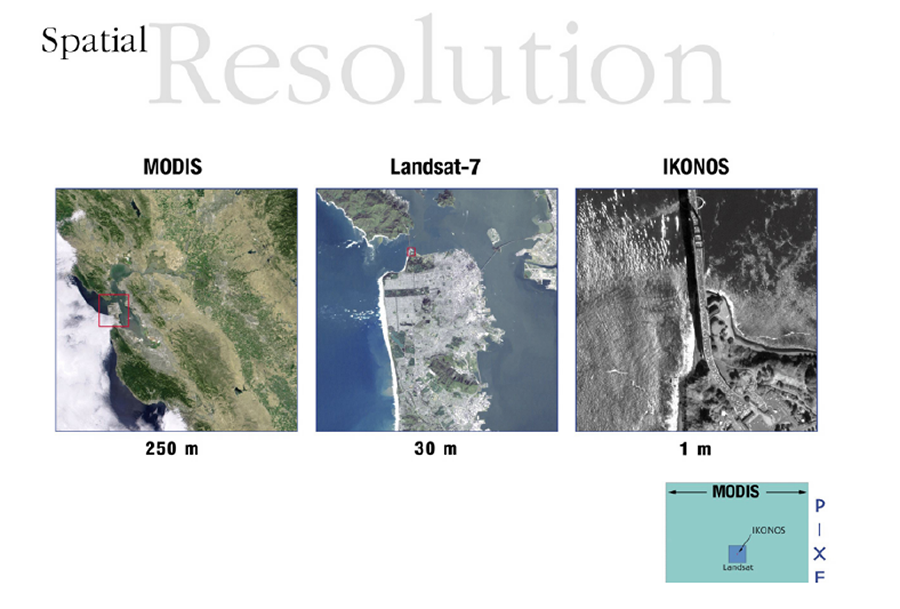 Spatial Resolution
MODIS
Landsat-7
IKONOS
250 m
30 m
1 m
MODIS
IKONOS
Landsat
P
I
X